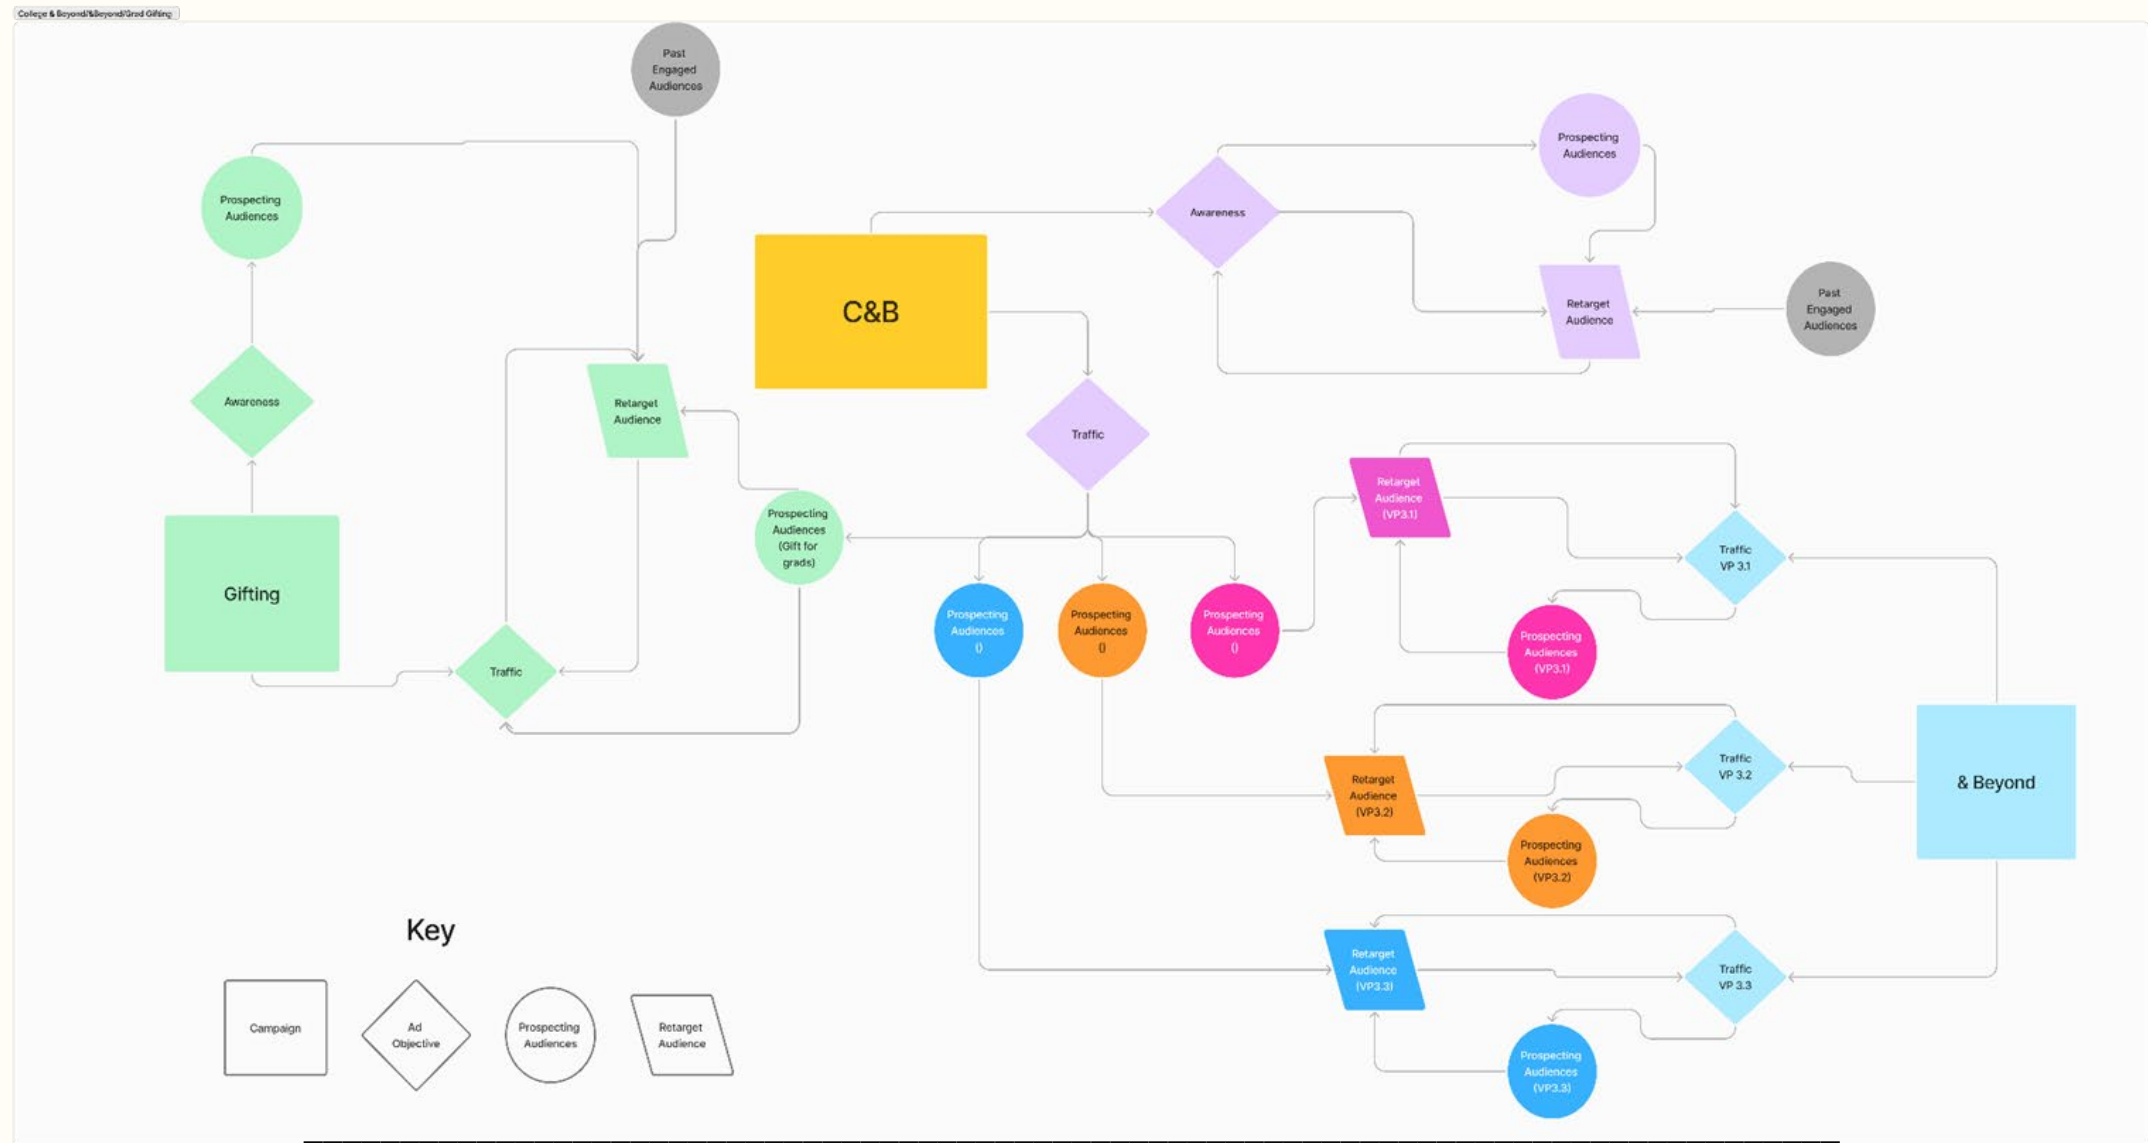 College & Beyond/&Beyond/Grad Gifting
Past
Engaged
Audiences
Prospecting
Audiences
Awareness
Gifting
Traffic
Retarget
Audience
Prospecting
Audiences
(Gift for
grads)
C&B
Awareness
Prospecting
Audiences
Retarget
Audience
Past
Engaged
Audiences
Traffic
Prospecting
Audiences
()
Prospecting
Audiences
()
Prospecting
Audiences
()
Retarget
Audience
(VP3.1)
Traffic
VP 3.1
Prospecting
Audiences
(VP3.1)
Retarget
Audience
(VP3.2)
Traffic
VP 3.2
Prospecting
Audiences
(VP3.2)
& Beyond
Retarget
Audience
(VP3.3)
Traffic
VP 3.3
Prospecting
Audiences
(VP3.3)
Key
Campaign
Ad
Objective
Prospecting
Audiences
Retarget
Audience